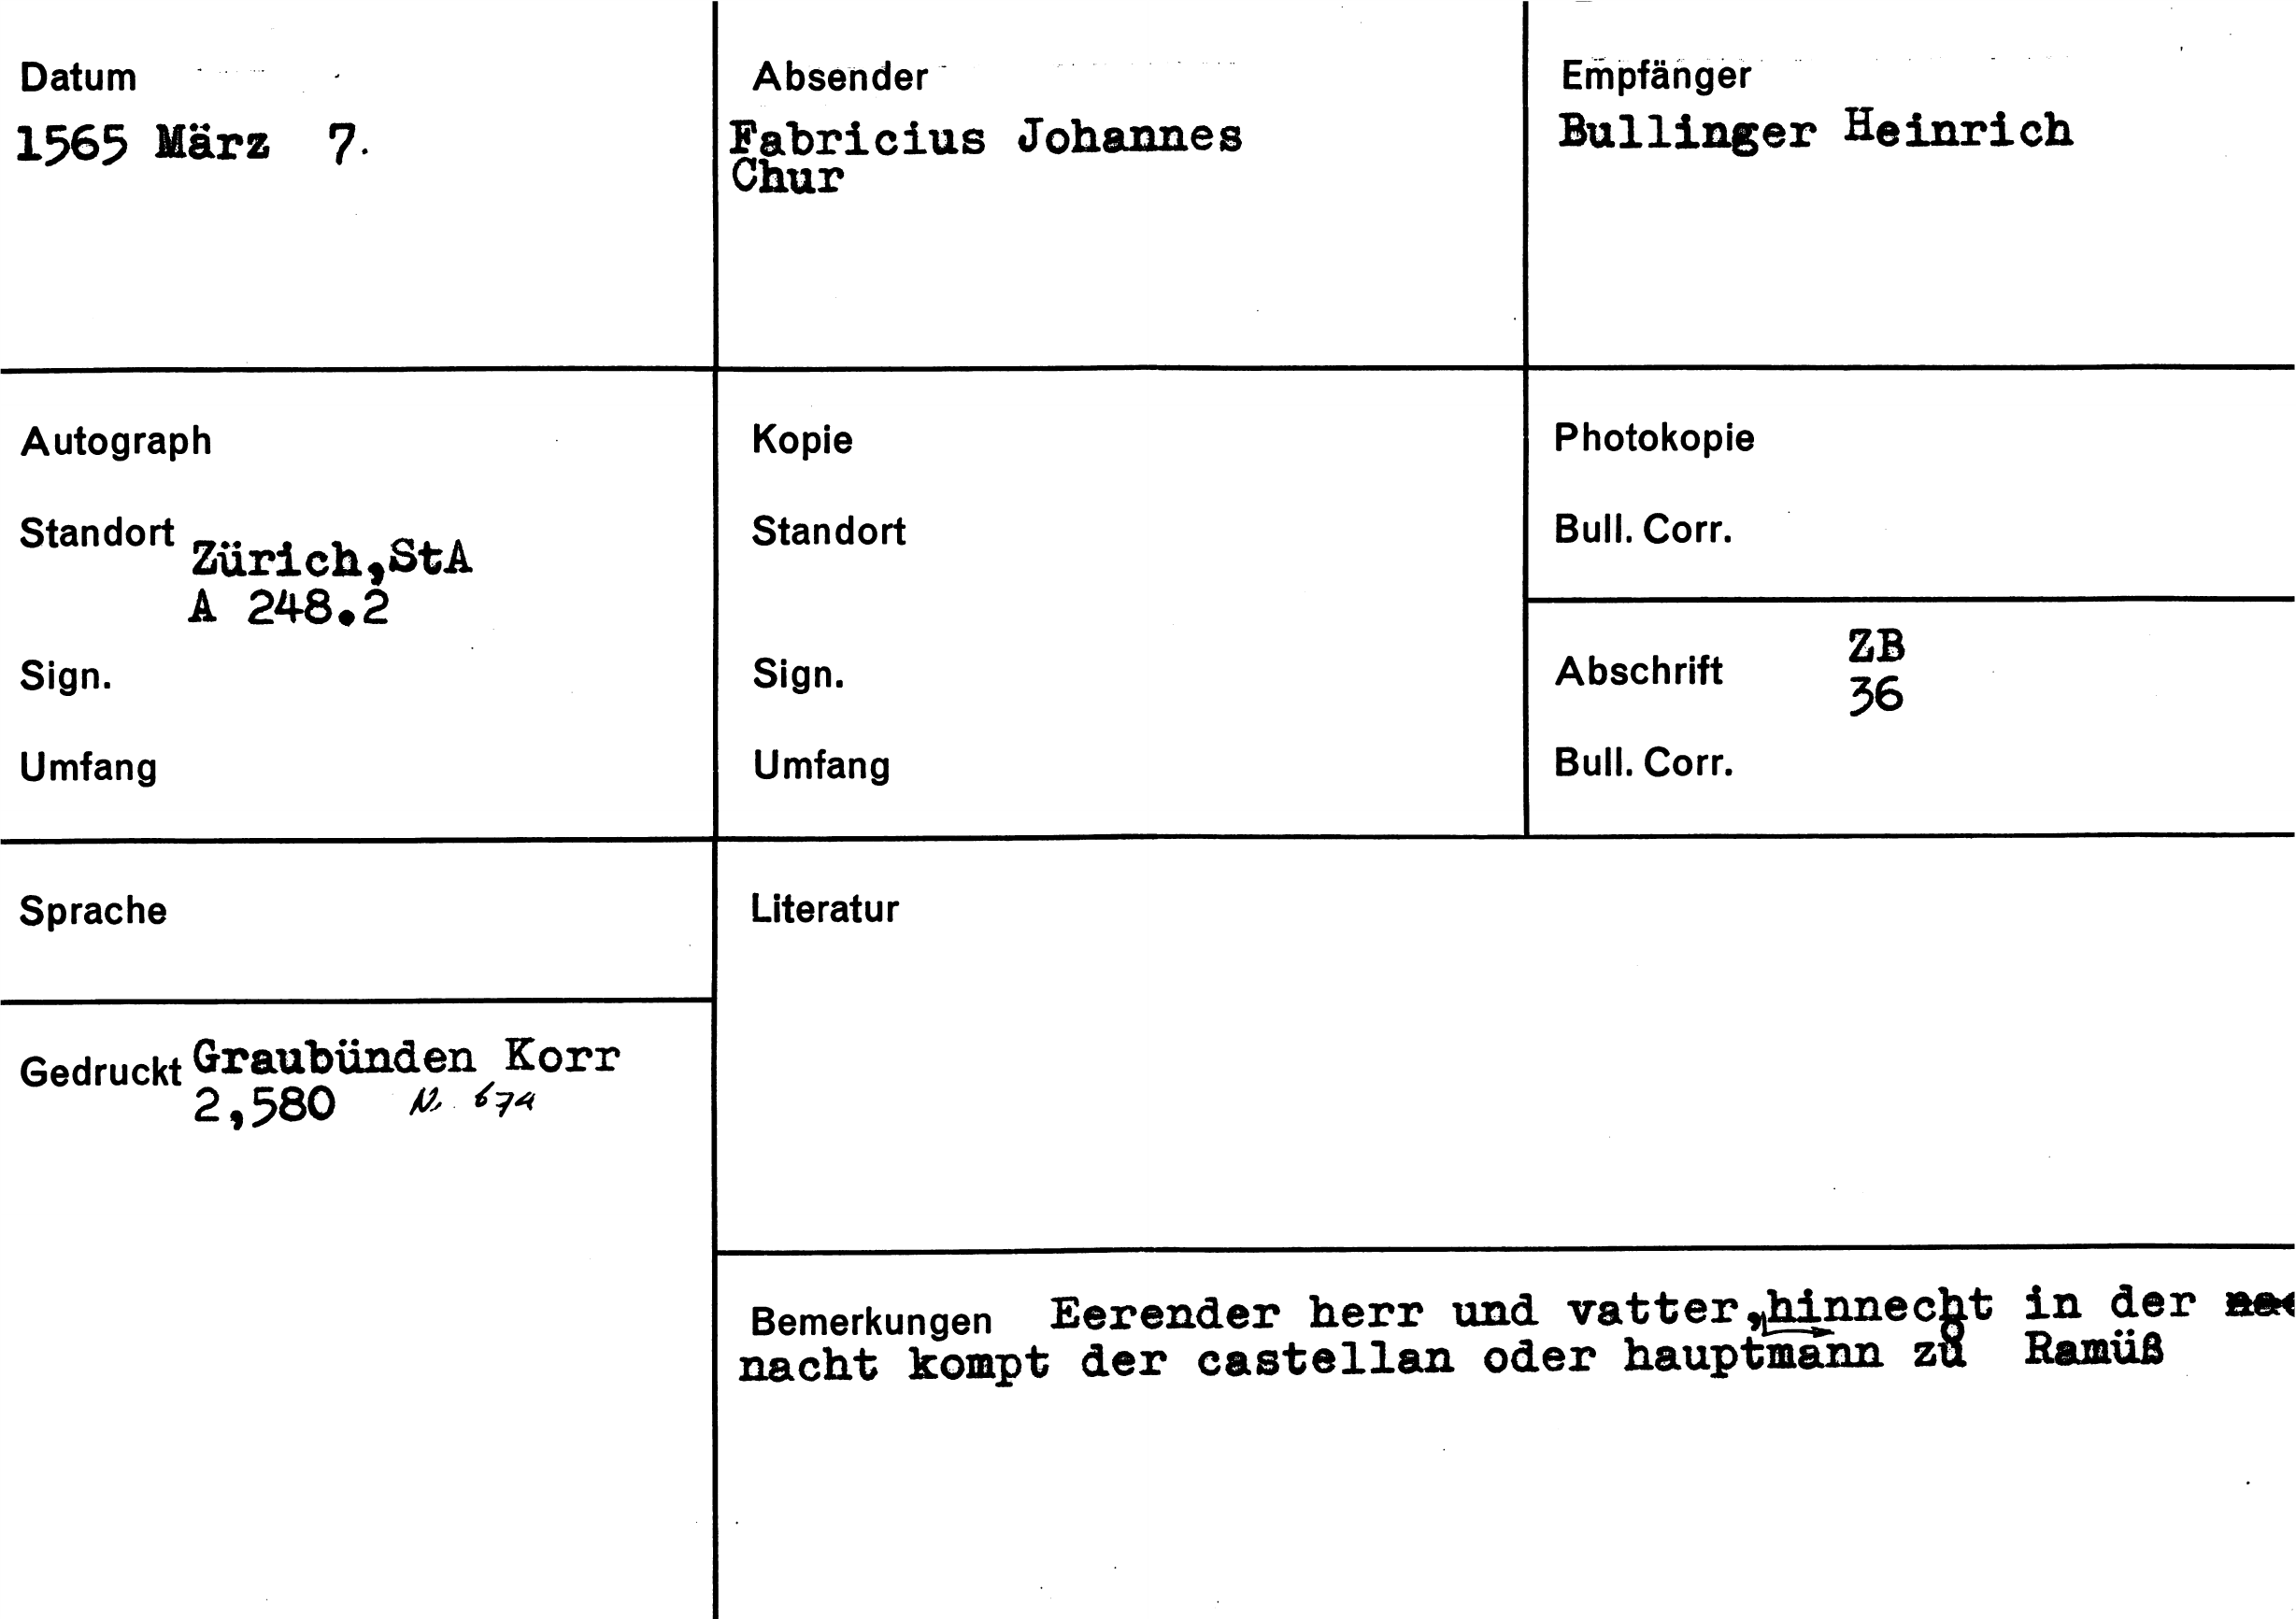 Datum
1565 März 7.
Absender
Fabricius Johannes
Chur
Empfänger
Bullinger Heinrich
Autograph
Standort Zürich,StA
A 248.2
Sign.
Umfang
Kopie
Standort
Sign.
Umfang
Photokopie
Bull. Corr.
Abschrift ZB
36
Bull. Corr.
Sprache
Literatur
Gedruckt Graubünden Korr
2,580 N. 674
Bemerkungen Eerender herr und vatter, hinnecht in der
nacht kompt der castellan oder hauptmann zů Ramüß